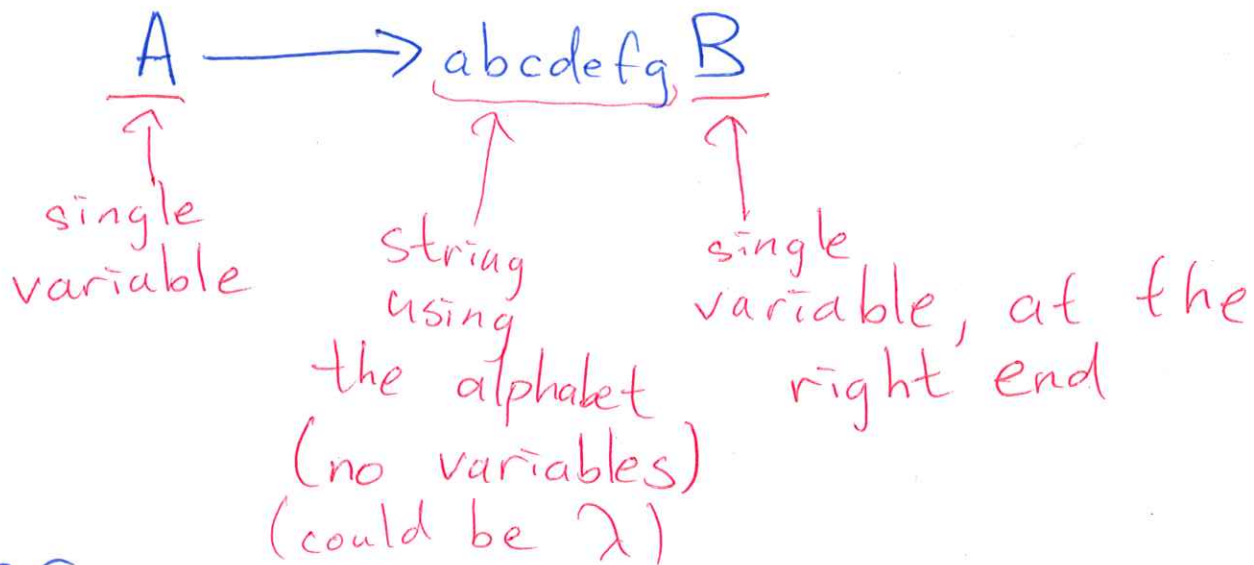 A → abcdefg B
single
variable
string
using
the alphabet
(no variables)
(could be λ)
single
variable, at the
right end